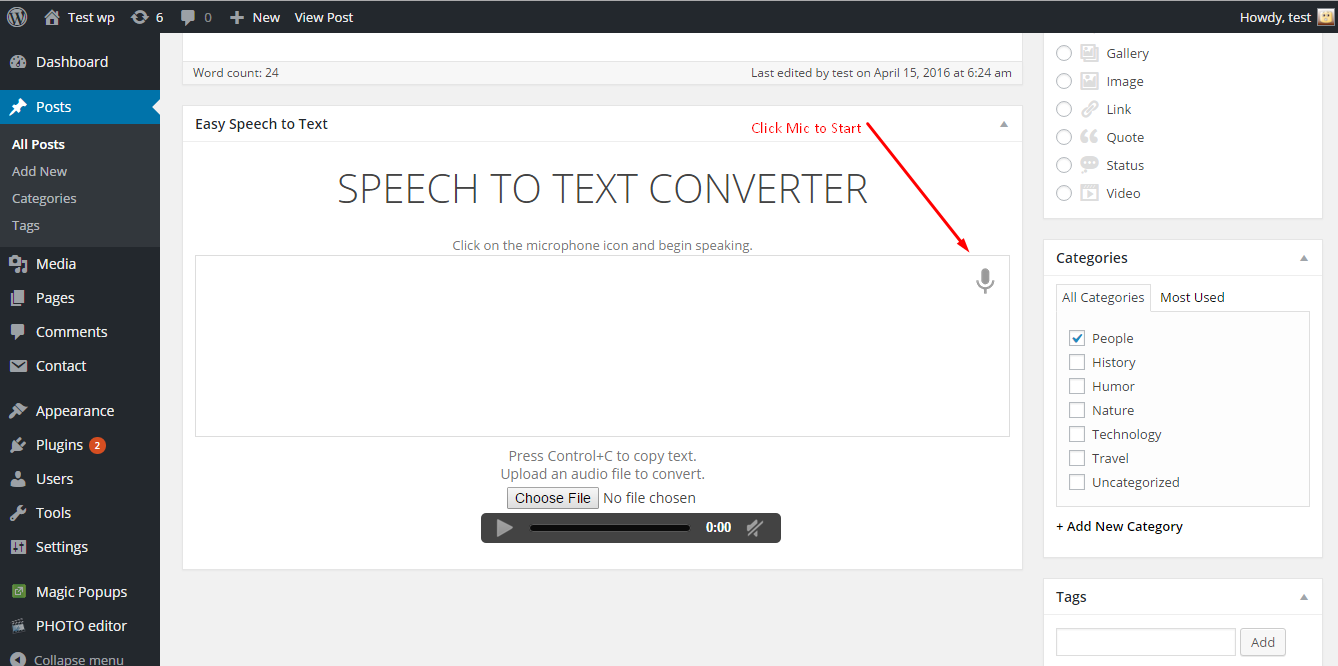 Test wp 6 0 New View Post Howdy, test
Dashboard
Posts
All Posts
Add New
Categories
Tags
Media
Pages
Comments
Contact
Appearance
Plugins 2
Users
Tools
Settings
Magic Popups
PHOTO editor
Collapse menu
Word count: 24 Last edited by test on April 15, 2016 at 6:24 am
Easy Speech to Text
Click Mic to Start
SPEECH TO TEXT CONVERTER
Click on the microphone icon and begin speaking.
Press Control+C to copy text.
Upload an audio file to convert.
Choose File No file chosen
0:00
Gallery
Image
Link
Quote
Status
Video
Categories
All Categories Most Used
People
History
Humor
Nature
Technology
Travel
Uncategorized
+ Add New Category
Tags
Add